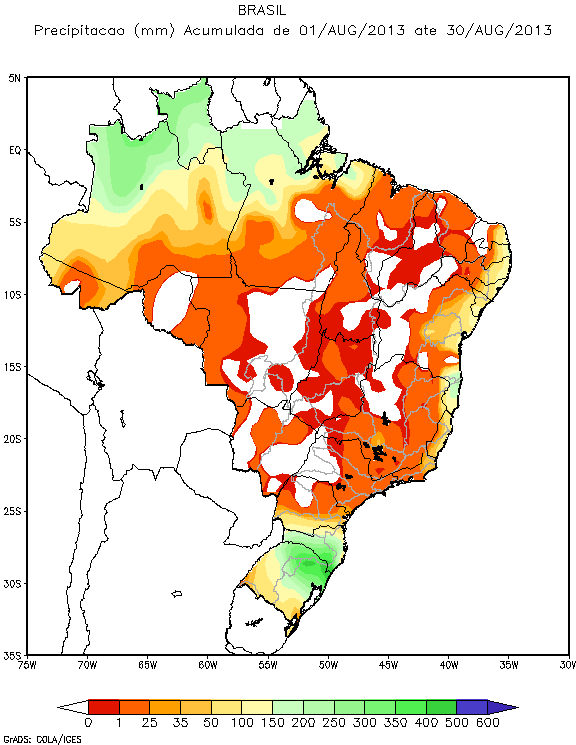 BRASIL
Precipitacao (mm) Acumulada de 01/AUG/2013 ate 30/AUG/2013
5N
EQ
5S
10S
15S
20S
25S
30S
35S
75W 70W 65W 60W 55W 50W 45W 40W 35W 30W
0 1 25 35 50 100 150 200 250 300 350 400 450 500 600
GrADS: COLA/IGES